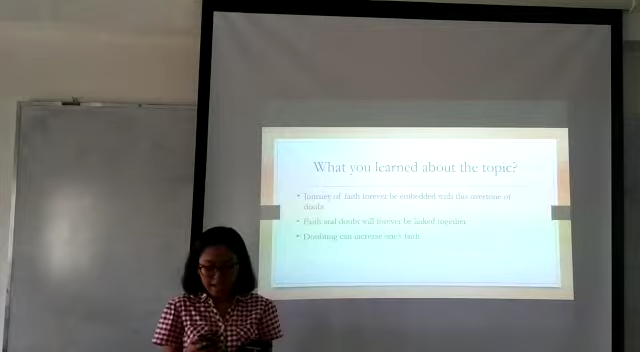 What you learned about the topic?
• Journey of faith forever be embedded with this overtone of
doubt
• Faith and doubt will forever be linked together
• Doubting can increase one's faith